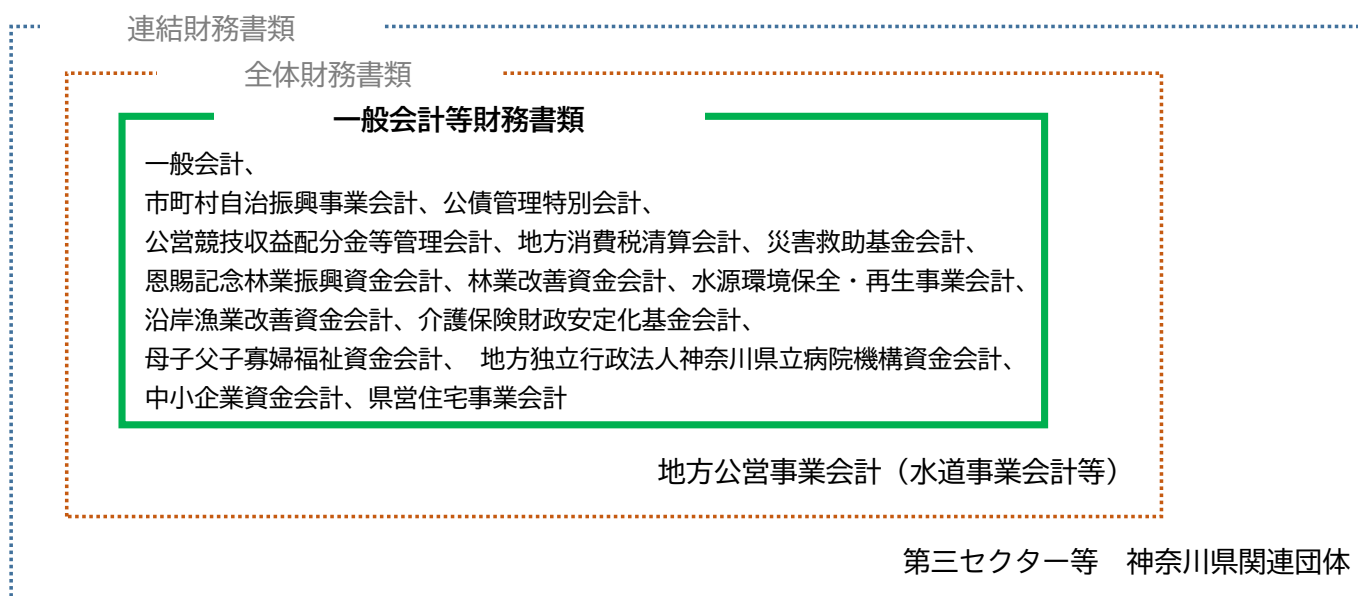 連結財務書類
全体財務書類
一般会計等財務書類
一般会計、
市町村自治振興事業会計、公債管理特別会計、
公営競技収益配分金等管理会計、地方消費税清算会計、災害救助基金会計、
恩賜記念林業振興資金会計、林業改善資金会計、水源環境保全・再生事業会計、
沿岸漁業改善資金会計、介護保険財政安定化基金会計、
母子父子寡婦福祉資金会計、 地方独立行政法人神奈川県立病院機構資金会計、
中小企業資金会計、県営住宅事業会計
地方公営事業会計（水道事業会計等）
第三セクター等　神奈川県関連団体